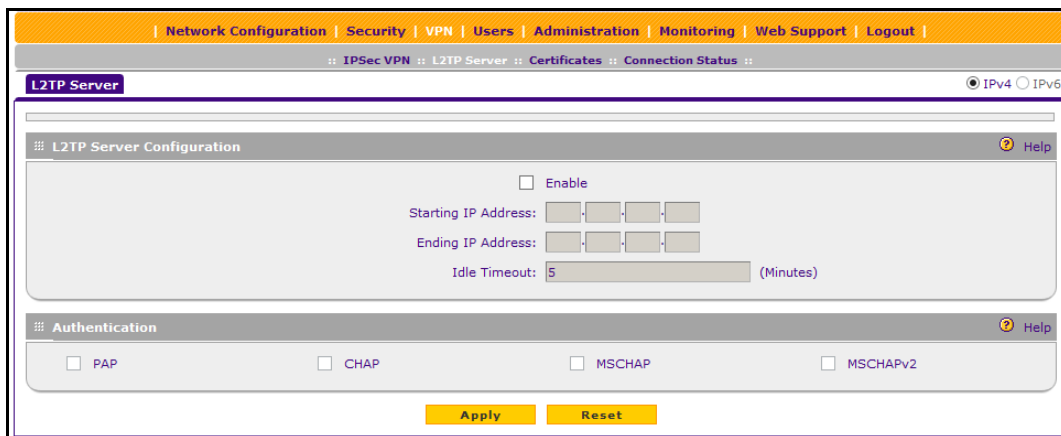 | Network Configuration | Security | VPN | Users | Administration | Monitoring | Web Support | Logout |
:: IPSec VPN :: L2TP Server :: Certificates :: Connection Status ::
L2TP Server IPv4 IPv6
L2TP Server Configuration Help
Enable
Starting IP Address: . . .
Ending IP Address: . . .
Idle Timeout: 5 (Minutes)
Authentication Help
PAP CHAP MSCHAP MSCHAPv2
Apply Reset